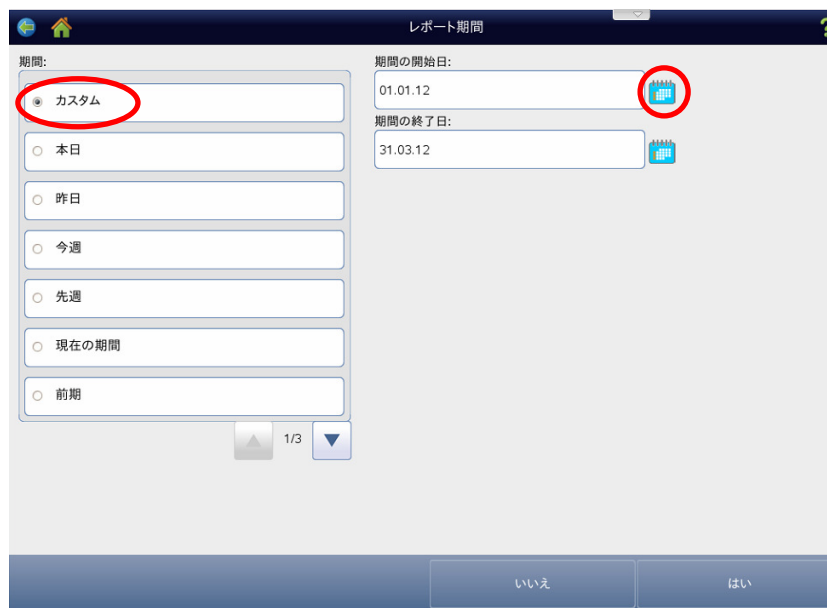 レポート期間
?
期間:
カスタム
本日
昨日
今週
先週
現在の期間
前期
1/3
期間の開始日:
01.01.12
期間の終了日:
31.03.12
いいえ
はい